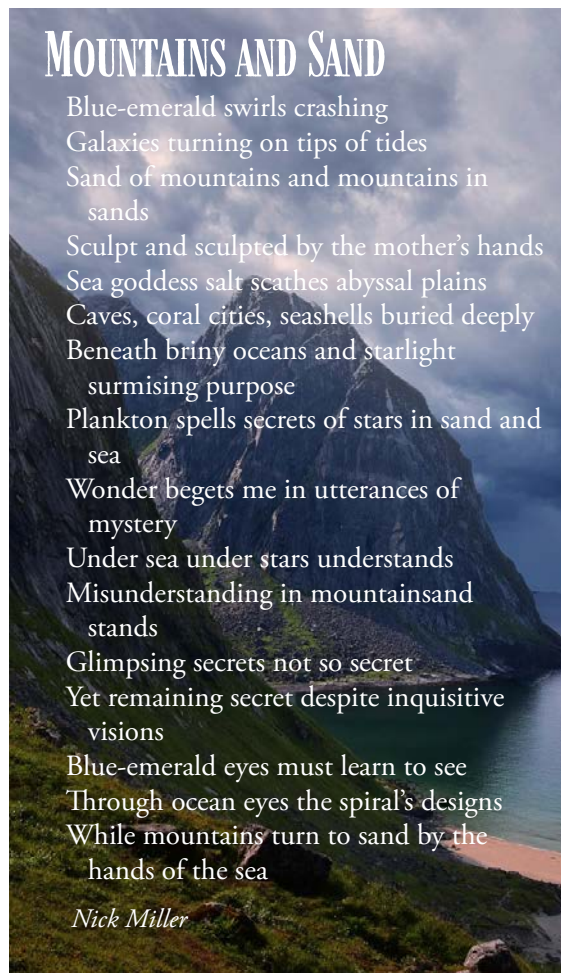 Mountains and Sand
Blue-emerald swirls crashing
Galaxies turning on tips of tides
Sand of mountains and mountains in
sands
Sculpt and sculpted by the mother's hands
Sea goddess salt scathes abyssal plains
Caves, coral cities, seashells buried deeply
Beneath briny oceans and starlight
surmising purpose
Plankton spells secrets of stars in sand and
sea
Wonder begets me in utterances of
mystery
Under sea under stars understands
Misunderstanding in mountainsand
stands
Glimpsing secrets not so secret
Yet remaining secret despite inquisitive
visions
Blue-emerald eyes must learn to see
Through ocean eyes the spiral's designs
While mountains turn to sand by the
hands of the sea
Nick Miller